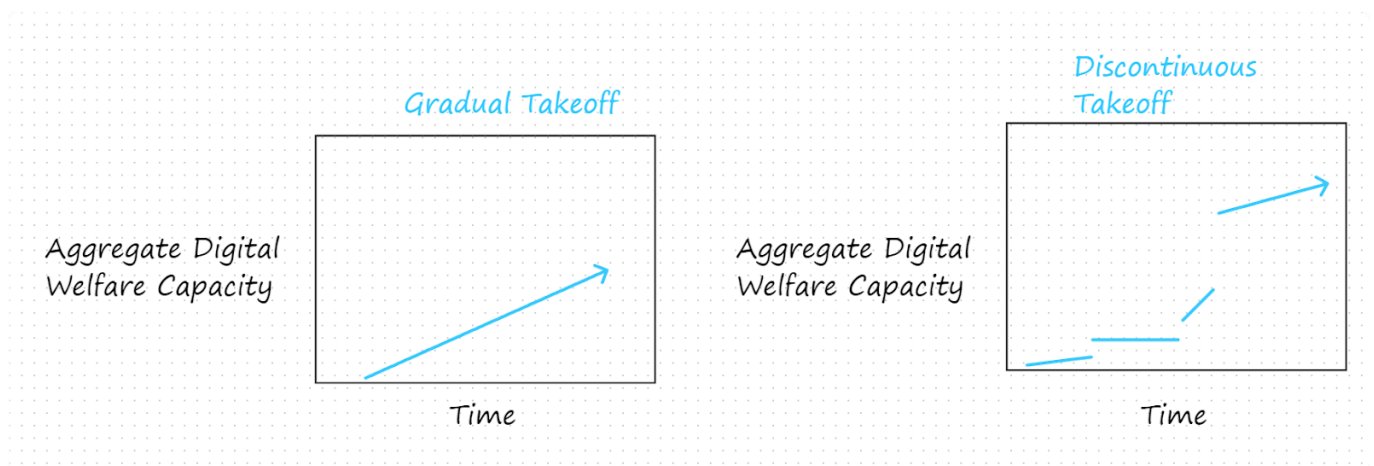 Gradual Takeoff
Aggregate Digital
Welfare Capacity
Time
Discontinuous
Takeoff
Aggregate Digital
Welfare Capacity
Time